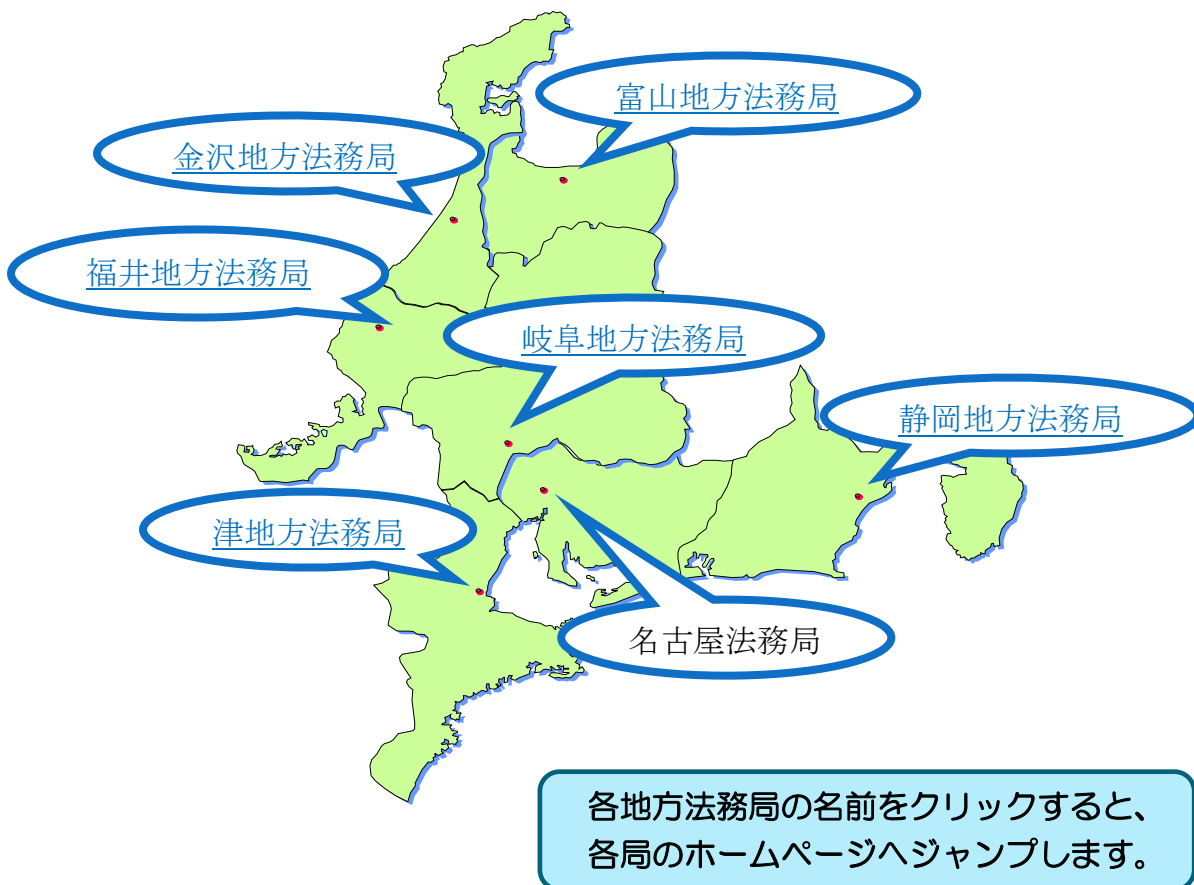 富山地方法務局
金沢地方法務局
福井地方法務局
岐阜地方法務局
静岡地方法務局
津地方法務局
名古屋法務局
各地方法務局の名前をクリックすると、
各局のホームページへジャンプします。